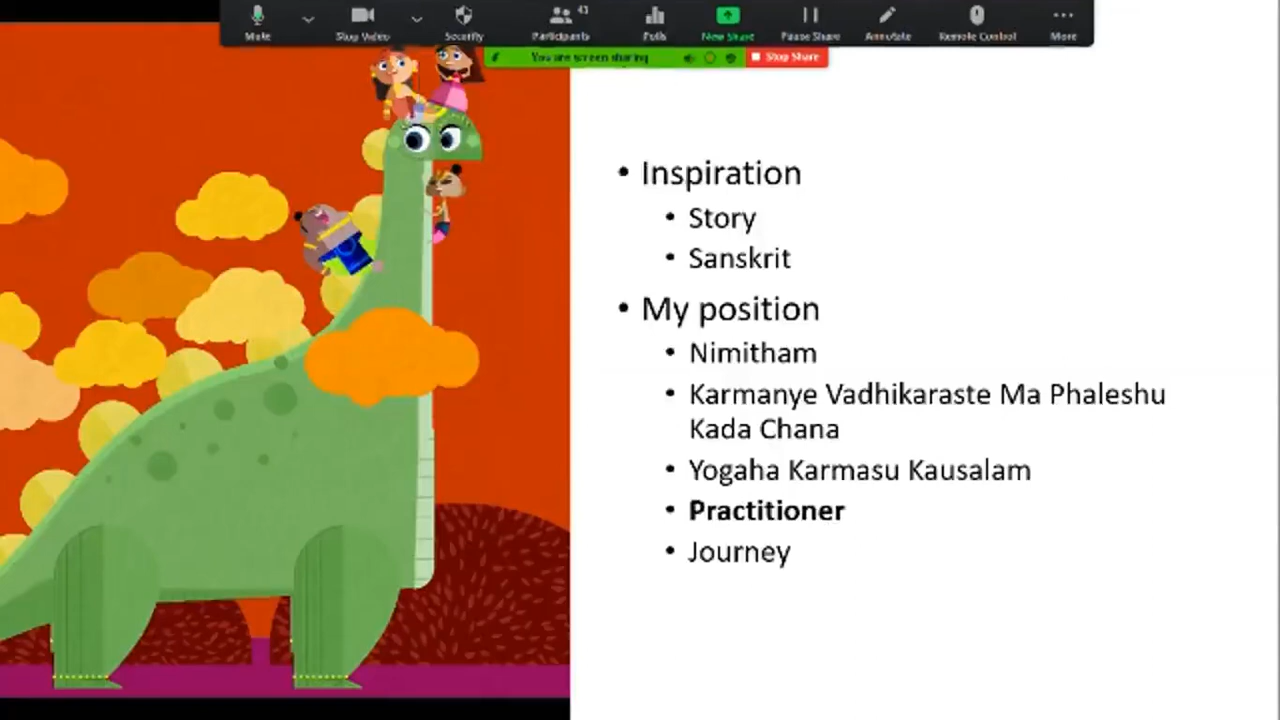 Mute
Stop Video
Security
Participants
43
Polls
New Share
Pause Share
Annotate
Remote Control
More
You are screen sharing
Stop Share
• Inspiration
• Story
• Sanskrit
• My position
• Nimitham
• Karmanye Vadhikaraste Ma Phaleshu
Kada Chana
• Yogaha Karmasu Kausalam
• Practitioner
• Journey